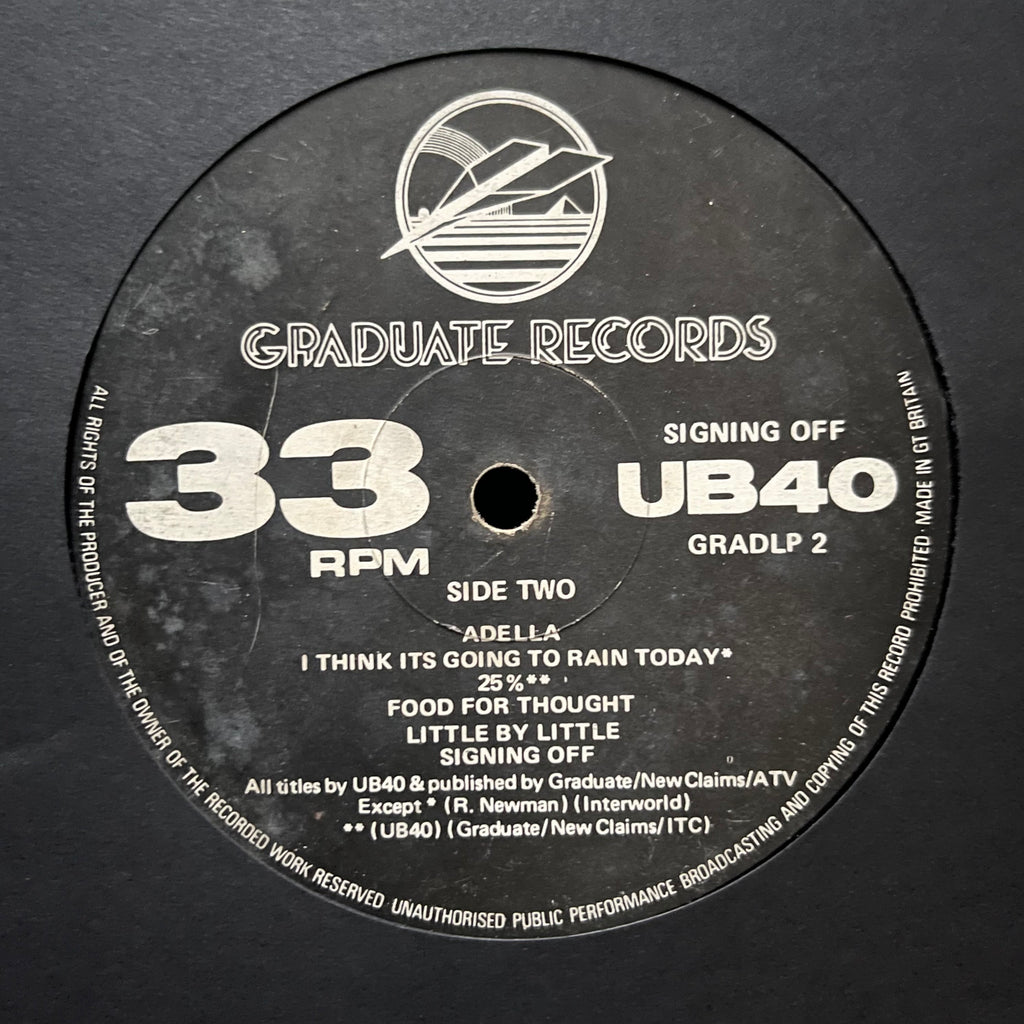 GRADUATE RECORDS
33
RPM
SIGNING OFF
UB40
GRADLP 2
SIDE TWO
ADELLA
I THINK ITS GOING TO RAIN TODAY*
25%**
FOOD FOR THOUGHT
LITTLE BY LITTLE
SIGNING OFF
All titles by UB40 & published by Graduate/New Claims/ATV
Except * (R. Newman) (Interworld)
** (UB40) (Graduate/New Claims/ITC)
ALL RIGHTS OF THE PRODUCER AND OF THE OWNER OF THE RECORDED WORK RESERVED · UNAUTHORISED PUBLIC PERFORMANCE BROADCASTING AND COPYING OF THIS RECORD PROHIBITED · MADE IN GT BRITAIN